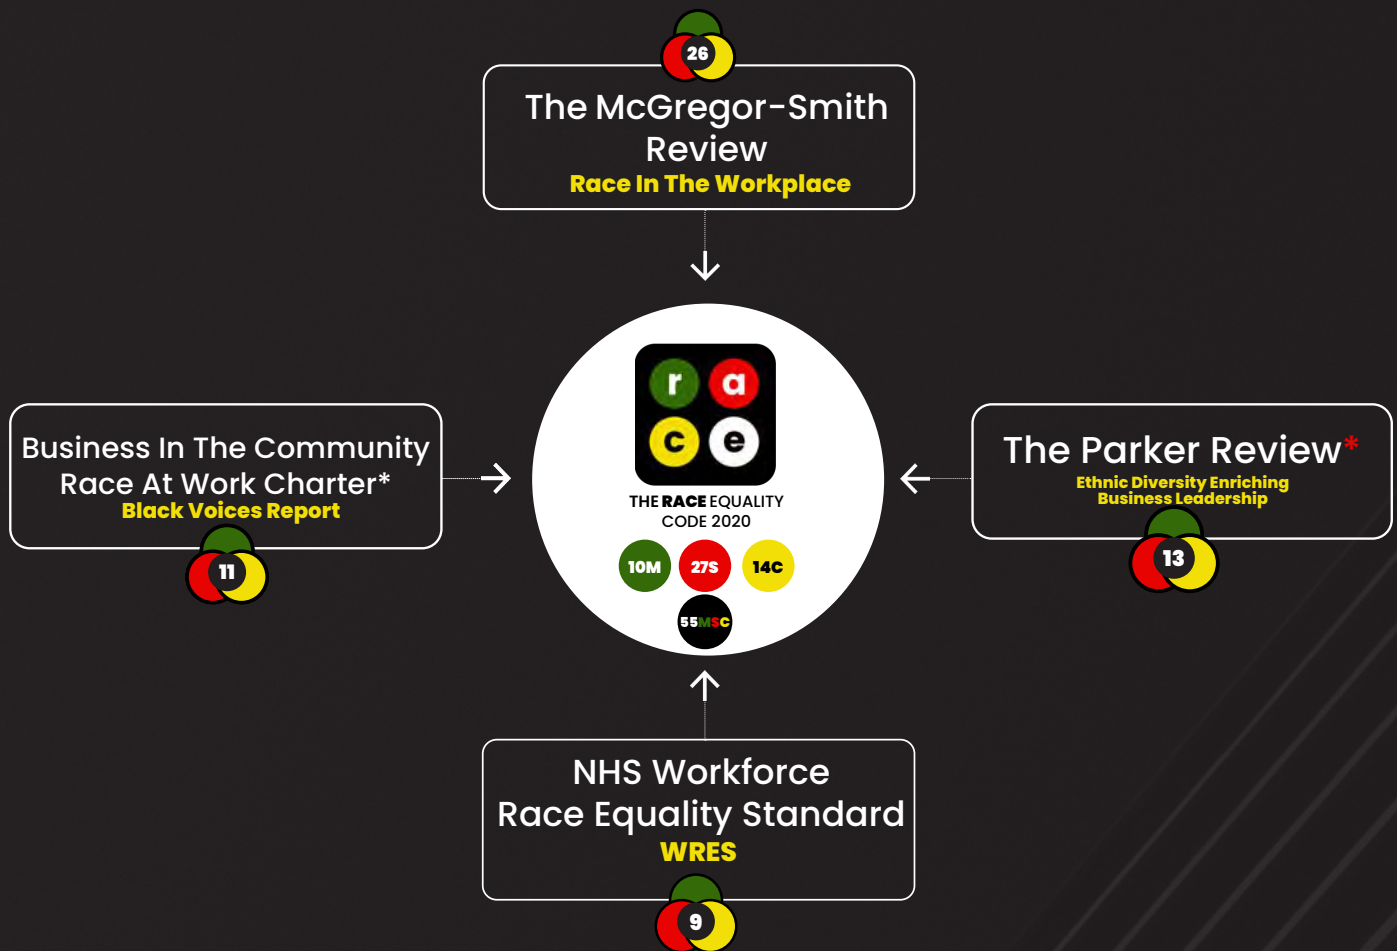 26
The McGregor-Smith
Review
Race In The Workplace
Business In The Community
Race At Work Charter*
Black Voices Report
11
r a
c e
THE RACE EQUALITY
CODE 2020
10M 27S 14C
55MSC
The Parker Review*
Ethnic Diversity Enriching
Business Leadership
13
NHS Workforce
Race Equality Standard
WRES
9